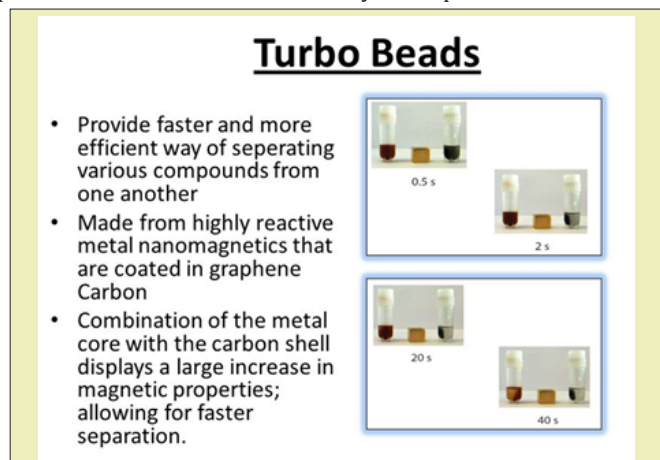 Turbo Beads
• Provide faster and more
efficient way of seperating
various compounds from
one another
• Made from highly reactive
metal nanomagnetics that
are coated in graphene
Carbon
• Combination of the metal
core with the carbon shell
displays a large increase in
magnetic properties;
allowing for faster
separation.
0.5 s
2 s
20 s
40 s